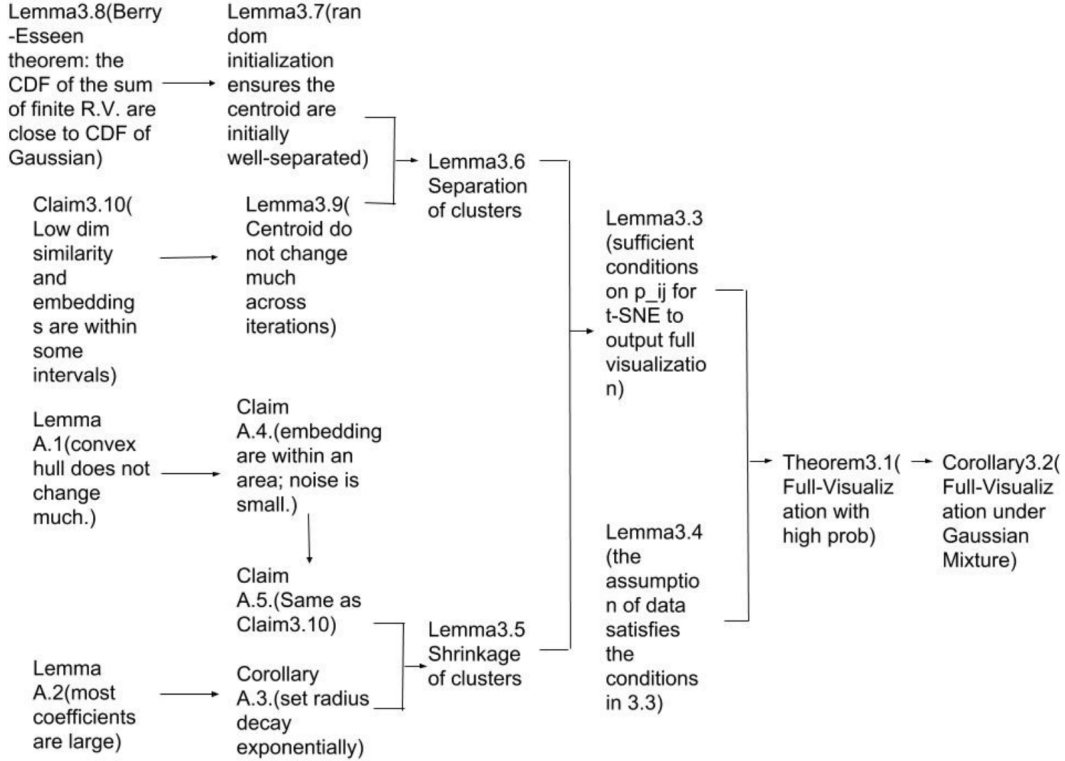 Lemma3.8(Berry
-Esseen
theorem: the
CDF of the sum
of finite R.V. are
close to CDF of
Gaussian)
Lemma3.7(ran
dom
initialization
ensures the
centroid are
initially
well-separated)
Claim3.10(
Low dim
similarity
and
embedding
s are within
some
intervals)
Lemma3.9(
Centroid do
not change
much
across
iterations)
Lemma3.6
Separation
of clusters
Lemma
A.1(convex
hull does not
change
much.)
Claim
A.4.(embedding
are within an
area; noise is
small.)
Claim
A.5.(Same as
Claim3.10)
Lemma
A.2(most
coefficients
are large)
Corollary
A.3.(set radius
decay
exponentially)
Lemma3.5
Shrinkage
of clusters
Lemma3.3
(sufficient
conditions
on p_ij for
t-SNE to
output full
visualizatio
n)
Lemma3.4
(the
assumptio
n of data
satisfies
the
conditions
in 3.3)
Theorem3.1(
Full-Visualiz
ation with
high prob)
Corollary3.2(
Full-Visualiz
ation under
Gaussian
Mixture)